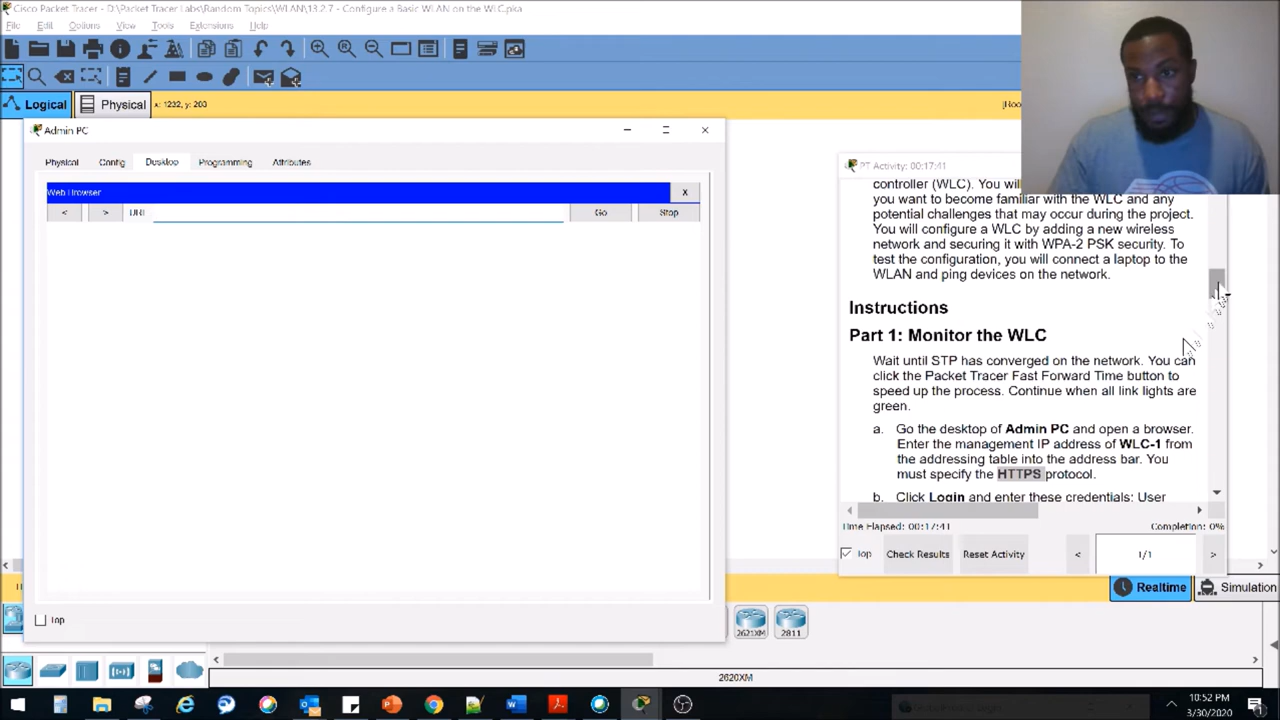 Cisco Packet Tracer - D:\Packet Tracer Labs\Random Topics\WLAN\13.2.7 - Configure a Basic WLAN on the WLC.pka
File Edit Options View Tools Extensions Help
Logical Physical x: 1232, y: 203 [Roo
Admin PC
Physical Config Desktop Programming Attributes
Web Browser X
< > URL Go Stop
Top
PT Activity: 00:17:41
controller (WLC). You will
you want to become familiar with the WLC and any
potential challenges that may occur during the project.
You will configure a WLC by adding a new wireless
network and securing it with WPA-2 PSK security. To
test the configuration, you will connect a laptop to the
WLAN and ping devices on the network.
Instructions
Part 1: Monitor the WLC
Wait until STP has converged on the network. You can
click the Packet Tracer Fast Forward Time button to
speed up the process. Continue when all link lights are
green.
a. Go the desktop of Admin PC and open a browser.
Enter the management IP address of WLC-1 from
the addressing table into the address bar. You
must specify the HTTPS protocol.
b. Click Login and enter these credentials: User
Time Elapsed: 00:17:41 Completion: 0%
Top Check Results Reset Activity < 1/1 >
Realtime Simulation
2621XM 2811
2620XM
10:52 PM
3/30/2020